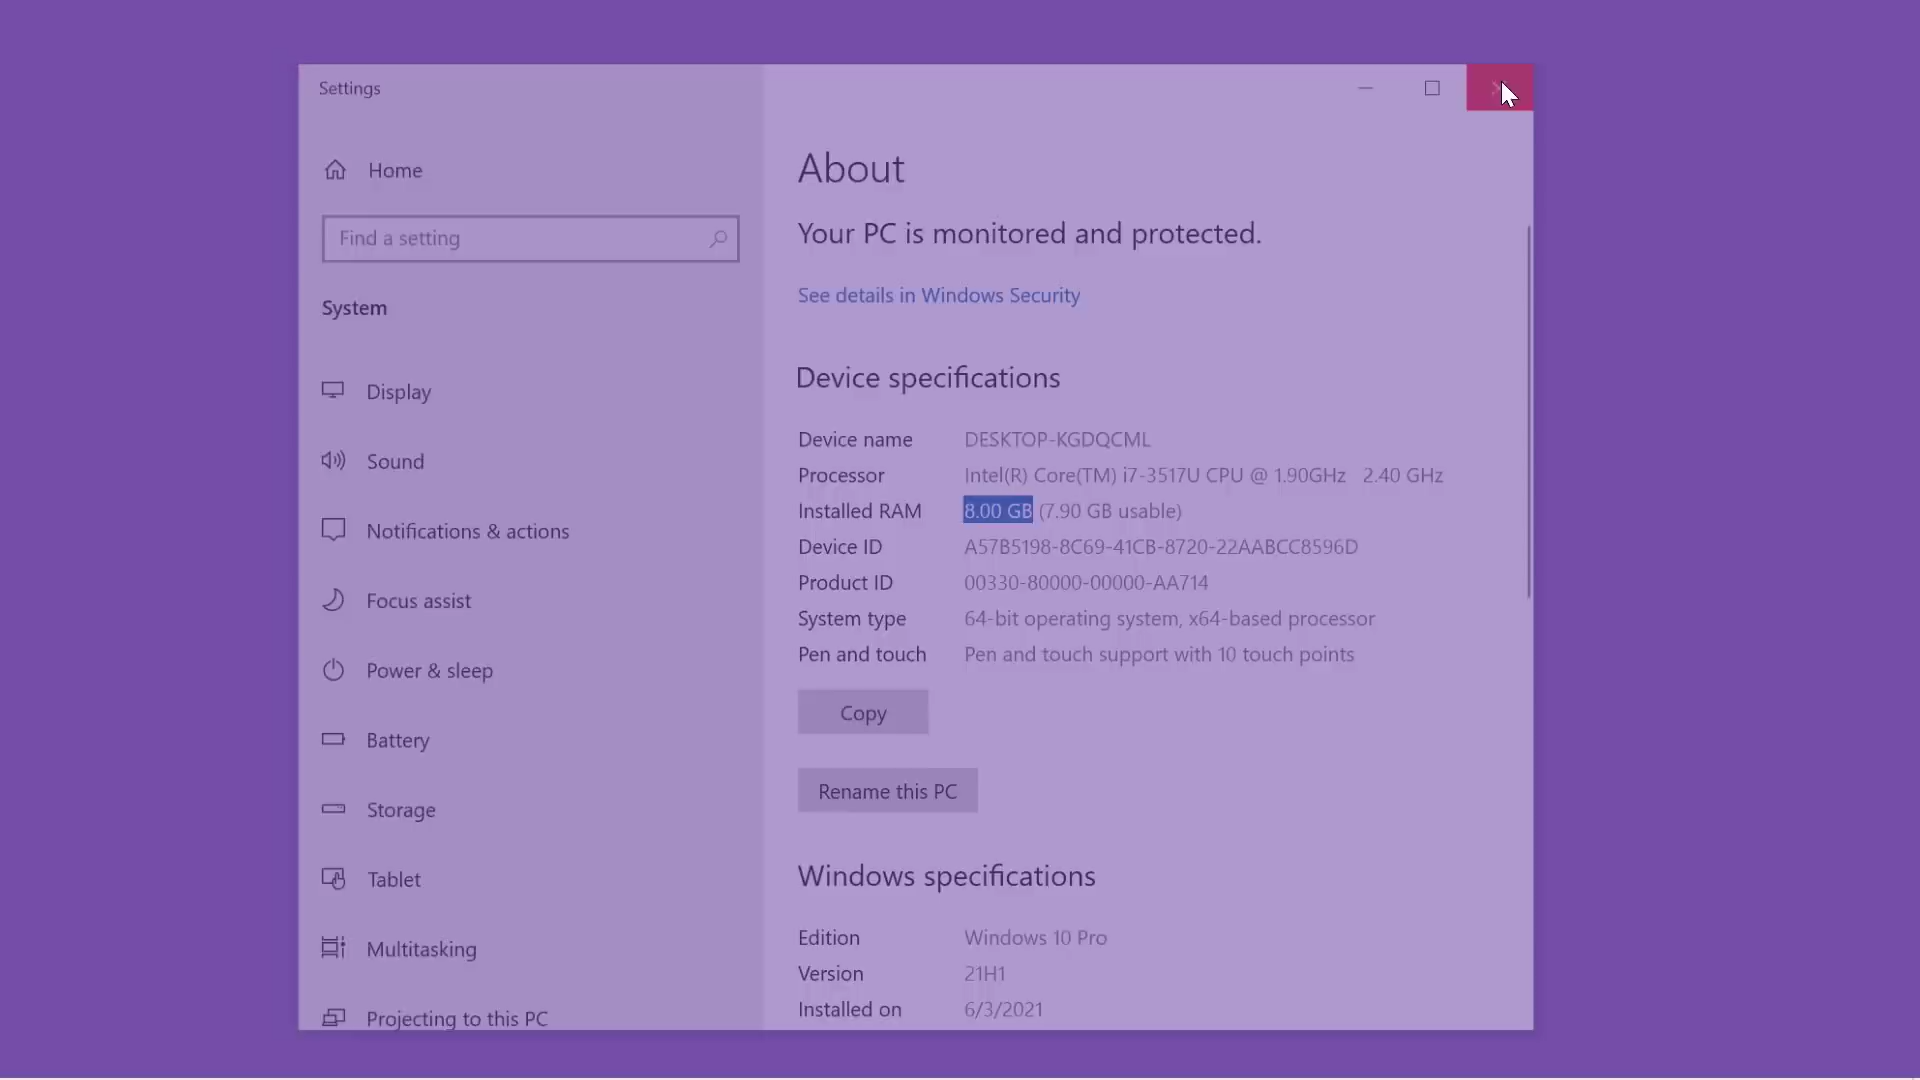 Settings
Home
Find a setting
System
Display
Sound
Notifications & actions
Focus assist
Power & sleep
Battery
Storage
Tablet
Multitasking
Projecting to this PC
About
Your PC is monitored and protected.
See details in Windows Security
Device specifications
Device name DESKTOP-KGDQCML
Processor Intel(R) Core(TM) i7-3517U CPU @ 1.90GHz 2.40 GHz
Installed RAM 8.00 GB (7.90 GB usable)
Device ID A57B5198-8C69-41CB-8720-22AABCC8596D
Product ID 00330-80000-00000-AA714
System type 64-bit operating system, x64-based processor
Pen and touch Pen and touch support with 10 touch points
Copy
Rename this PC
Windows specifications
Edition Windows 10 Pro
Version 21H1
Installed on 6/3/2021